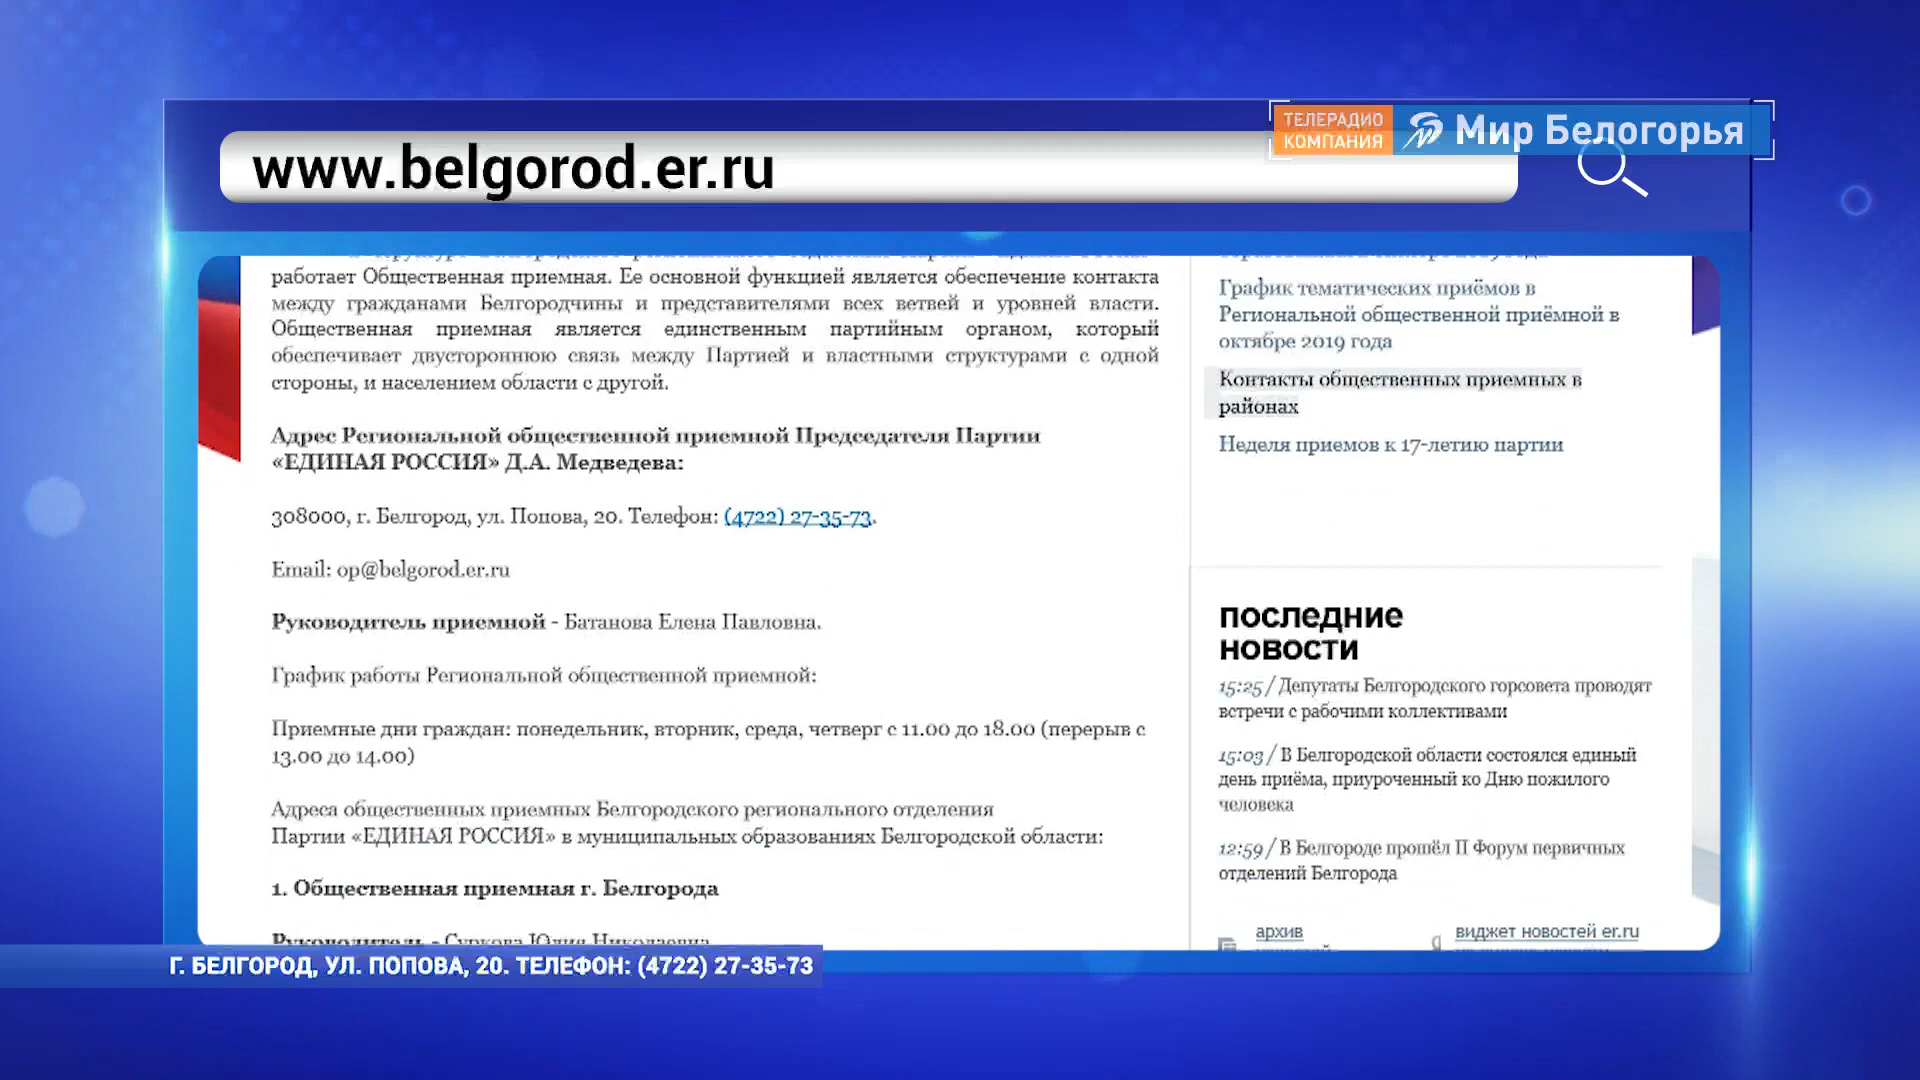 ТЕЛЕРАДИО
КОМПАНИЯ
Мир Белогорья
www.belgorod.er.ru
работает Общественная приемная. Ее основной функцией является обеспечение контакта
между гражданами Белгородчины и представителями всех ветвей и уровней власти.
Общественная приемная является единственным партийным органом, который
обеспечивает двустороннюю связь между Партией и властными структурами с одной
стороны, и населением области с другой.
Адрес Региональной общественной приемной Председателя Партии
«ЕДИНАЯ РОССИЯ» Д.А. Медведева:
308000, г. Белгород, ул. Попова, 20. Телефон: (4722) 27-35-73.
Email: op@belgorod.er.ru
Руководитель приемной - Батанова Елена Павловна.
График работы Региональной общественной приемной:
Приемные дни граждан: понедельник, вторник, среда, четверг с 11.00 до 18.00 (перерыв с
13.00 до 14.00)
Адреса общественных приемных Белгородского регионального отделения
Партии «ЕДИНАЯ РОССИЯ» в муниципальных образованиях Белгородской области:
1. Общественная приемная г. Белгорода
Руководитель - Суркова Юлия Николаевна
График тематических приёмов в
Региональной общественной приёмной в
октябре 2019 года
Контакты общественных приемных в
районах
Неделя приемов к 17-летию партии
последние
новости
15:25 / Депутаты Белгородского горсовета проводят
встречи с рабочими коллективами
15:03 / В Белгородской области состоялся единый
день приёма, приуроченный ко Дню пожилого
человека
12:59 / В Белгороде прошёл II Форум первичных
отделений Белгорода
архив
виджет новостей er.ru
Г. БЕЛГОРОД, УЛ. ПОПОВА, 20. ТЕЛЕФОН: (4722) 27-35-73